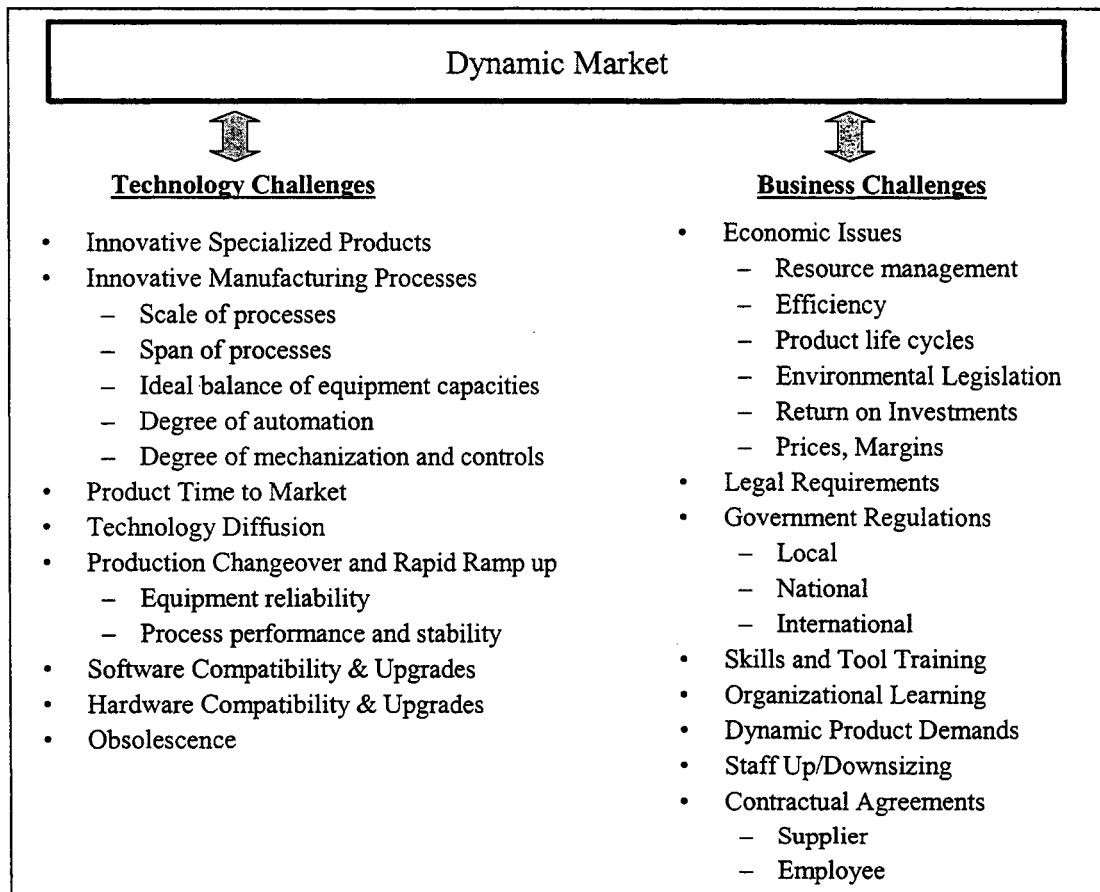 Dynamic Market
Technology Challenges
• Innovative Specialized Products
• Innovative Manufacturing Processes
– Scale of processes
– Span of processes
– Ideal balance of equipment capacities
– Degree of automation
– Degree of mechanization and controls
• Product Time to Market
• Technology Diffusion
• Production Changeover and Rapid Ramp up
– Equipment reliability
– Process performance and stability
• Software Compatibility & Upgrades
• Hardware Compatibility & Upgrades
• Obsolescence
Business Challenges
• Economic Issues
– Resource management
– Efficiency
– Product life cycles
– Environmental Legislation
– Return on Investments
– Prices, Margins
• Legal Requirements
• Government Regulations
– Local
– National
– International
• Skills and Tool Training
• Organizational Learning
• Dynamic Product Demands
• Staff Up/Downsizing
• Contractual Agreements
– Supplier
– Employee